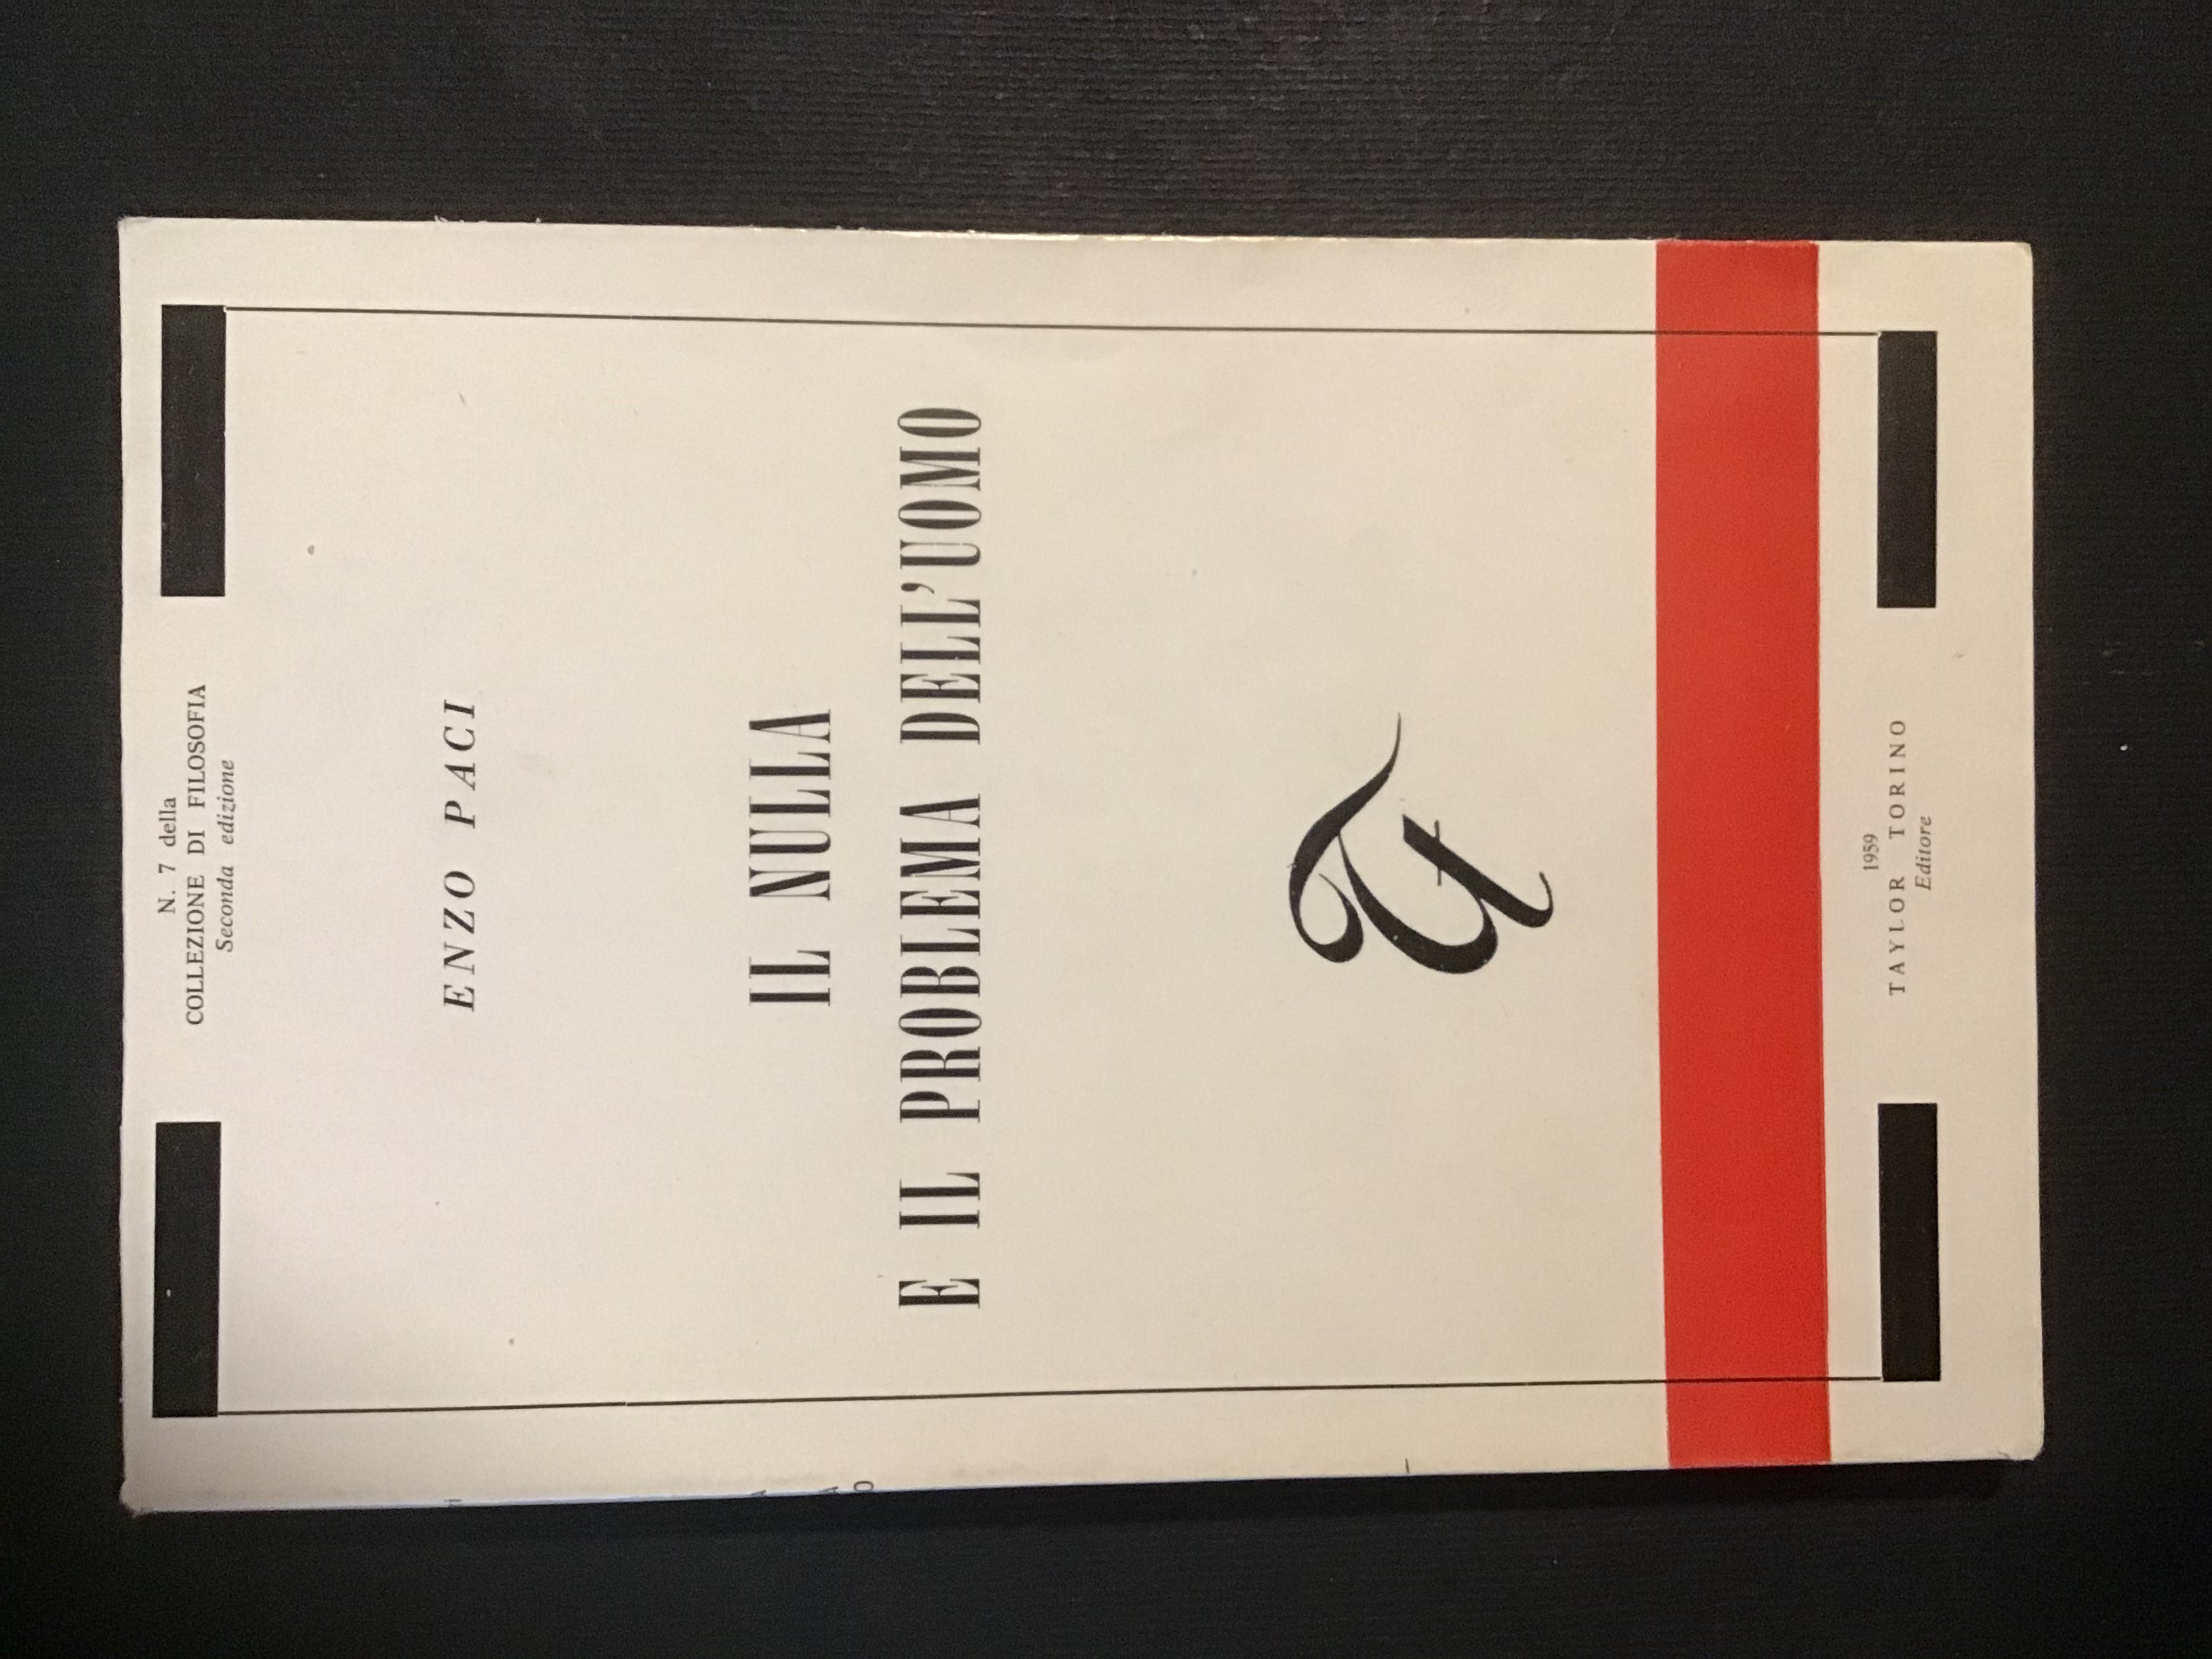 N. 7 della
COLLEZIONE DI FILOSOFIA
Seconda edizione
ENZO PACI
IL NULLA
E IL PROBLEMA DELL'UOMO
1959
TAYLOR TORINO
Editore